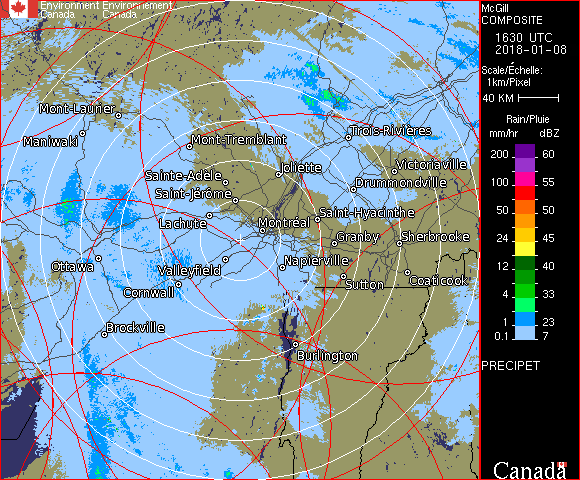 Environment Environnement
Canada Canada
McGill
COMPOSITE
1630 UTC
2018-01-08
Scale/Échelle:
1km/Pixel
40 KM
Rain/Pluie
mm/hr dBZ
200 60
100 55
50 50
24 45
12 40
4 33
1 23
0.1 7
PRECIPET
Canada
Mont-Laurier
Maniwaki
Mont-Tremblant
Trois-Rivières
Joliette
Victoriaville
Sainte-Adèle
Drummondville
Saint-Jérôme
Saint-Hyacinthe
Lachute
Montréal
Granby
Sherbrooke
Ottawa
Valleyfield
Napierville
Cornwall
Sutton
Coaticook
Brockville
Burlington